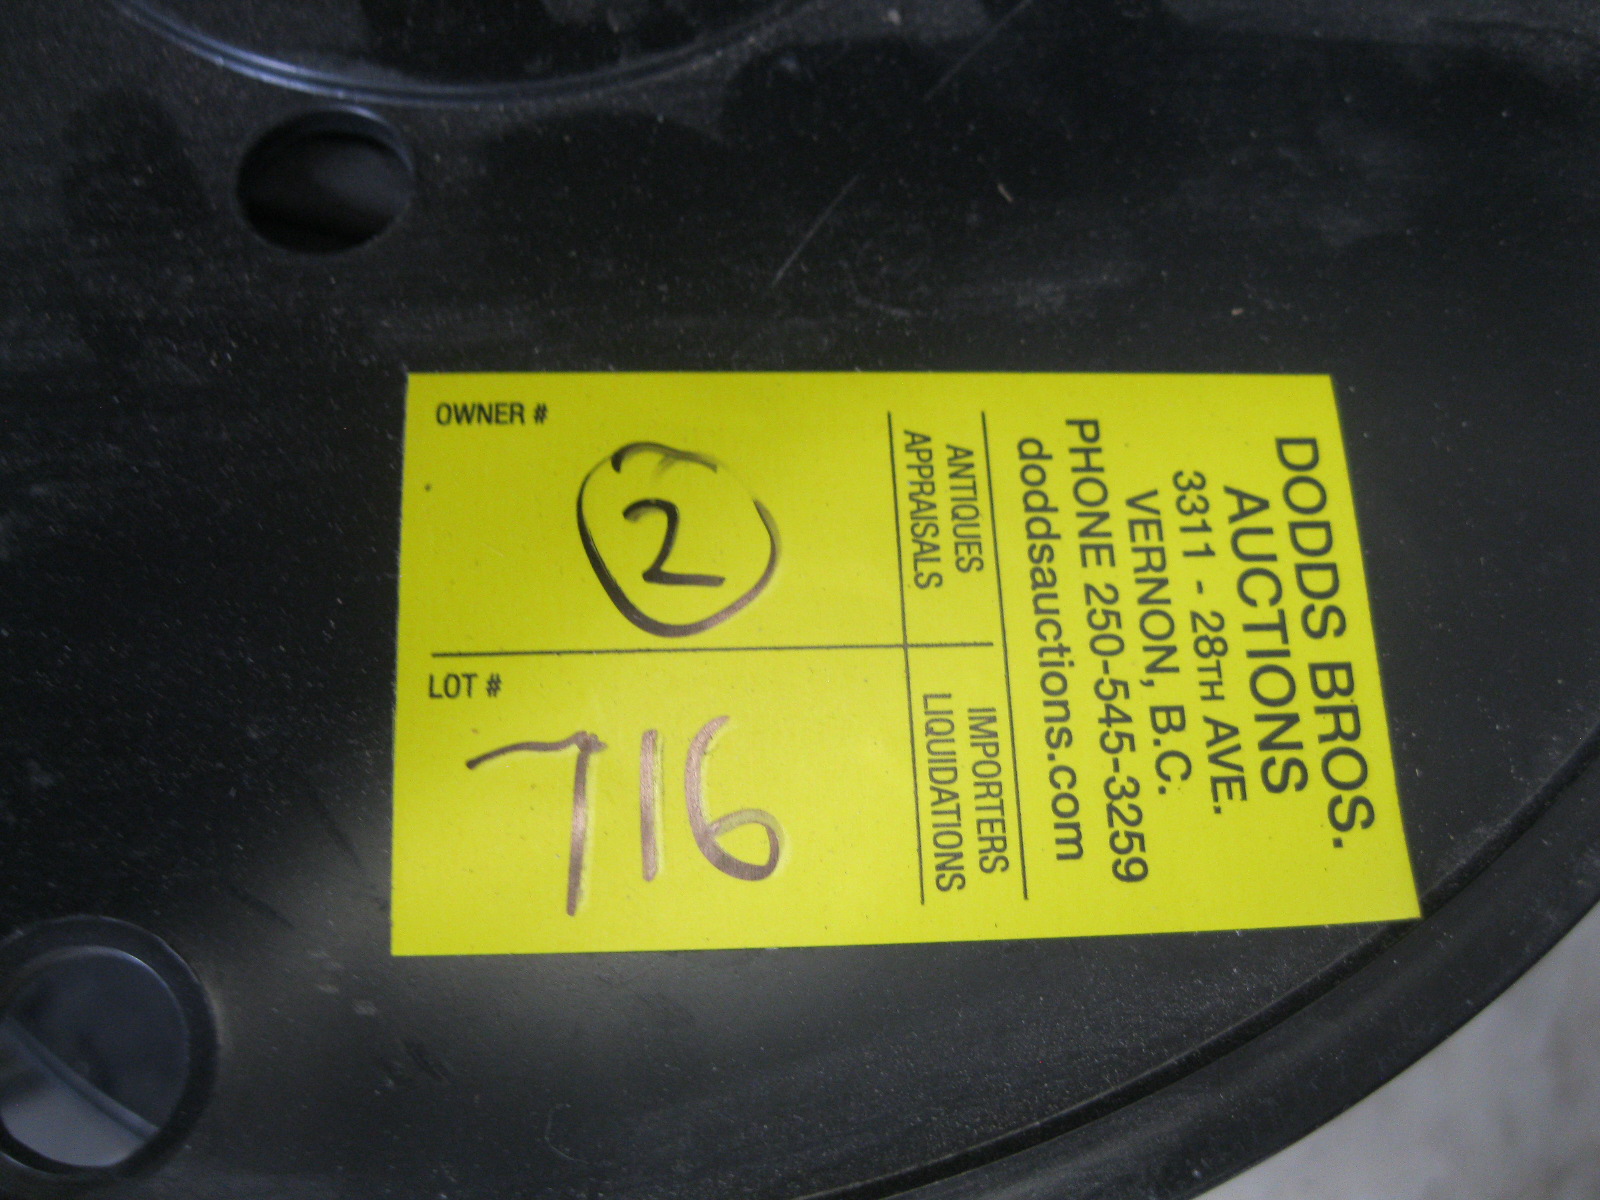 DODDS BROS.
AUCTIONS
3311 - 28TH AVE.
VERNON, B.C.
PHONE 250-545-3259
doddsauctions.com
ANTIQUES
APPRAISALS
IMPORTERS
LIQUIDATIONS
OWNER #
2
LOT #
716